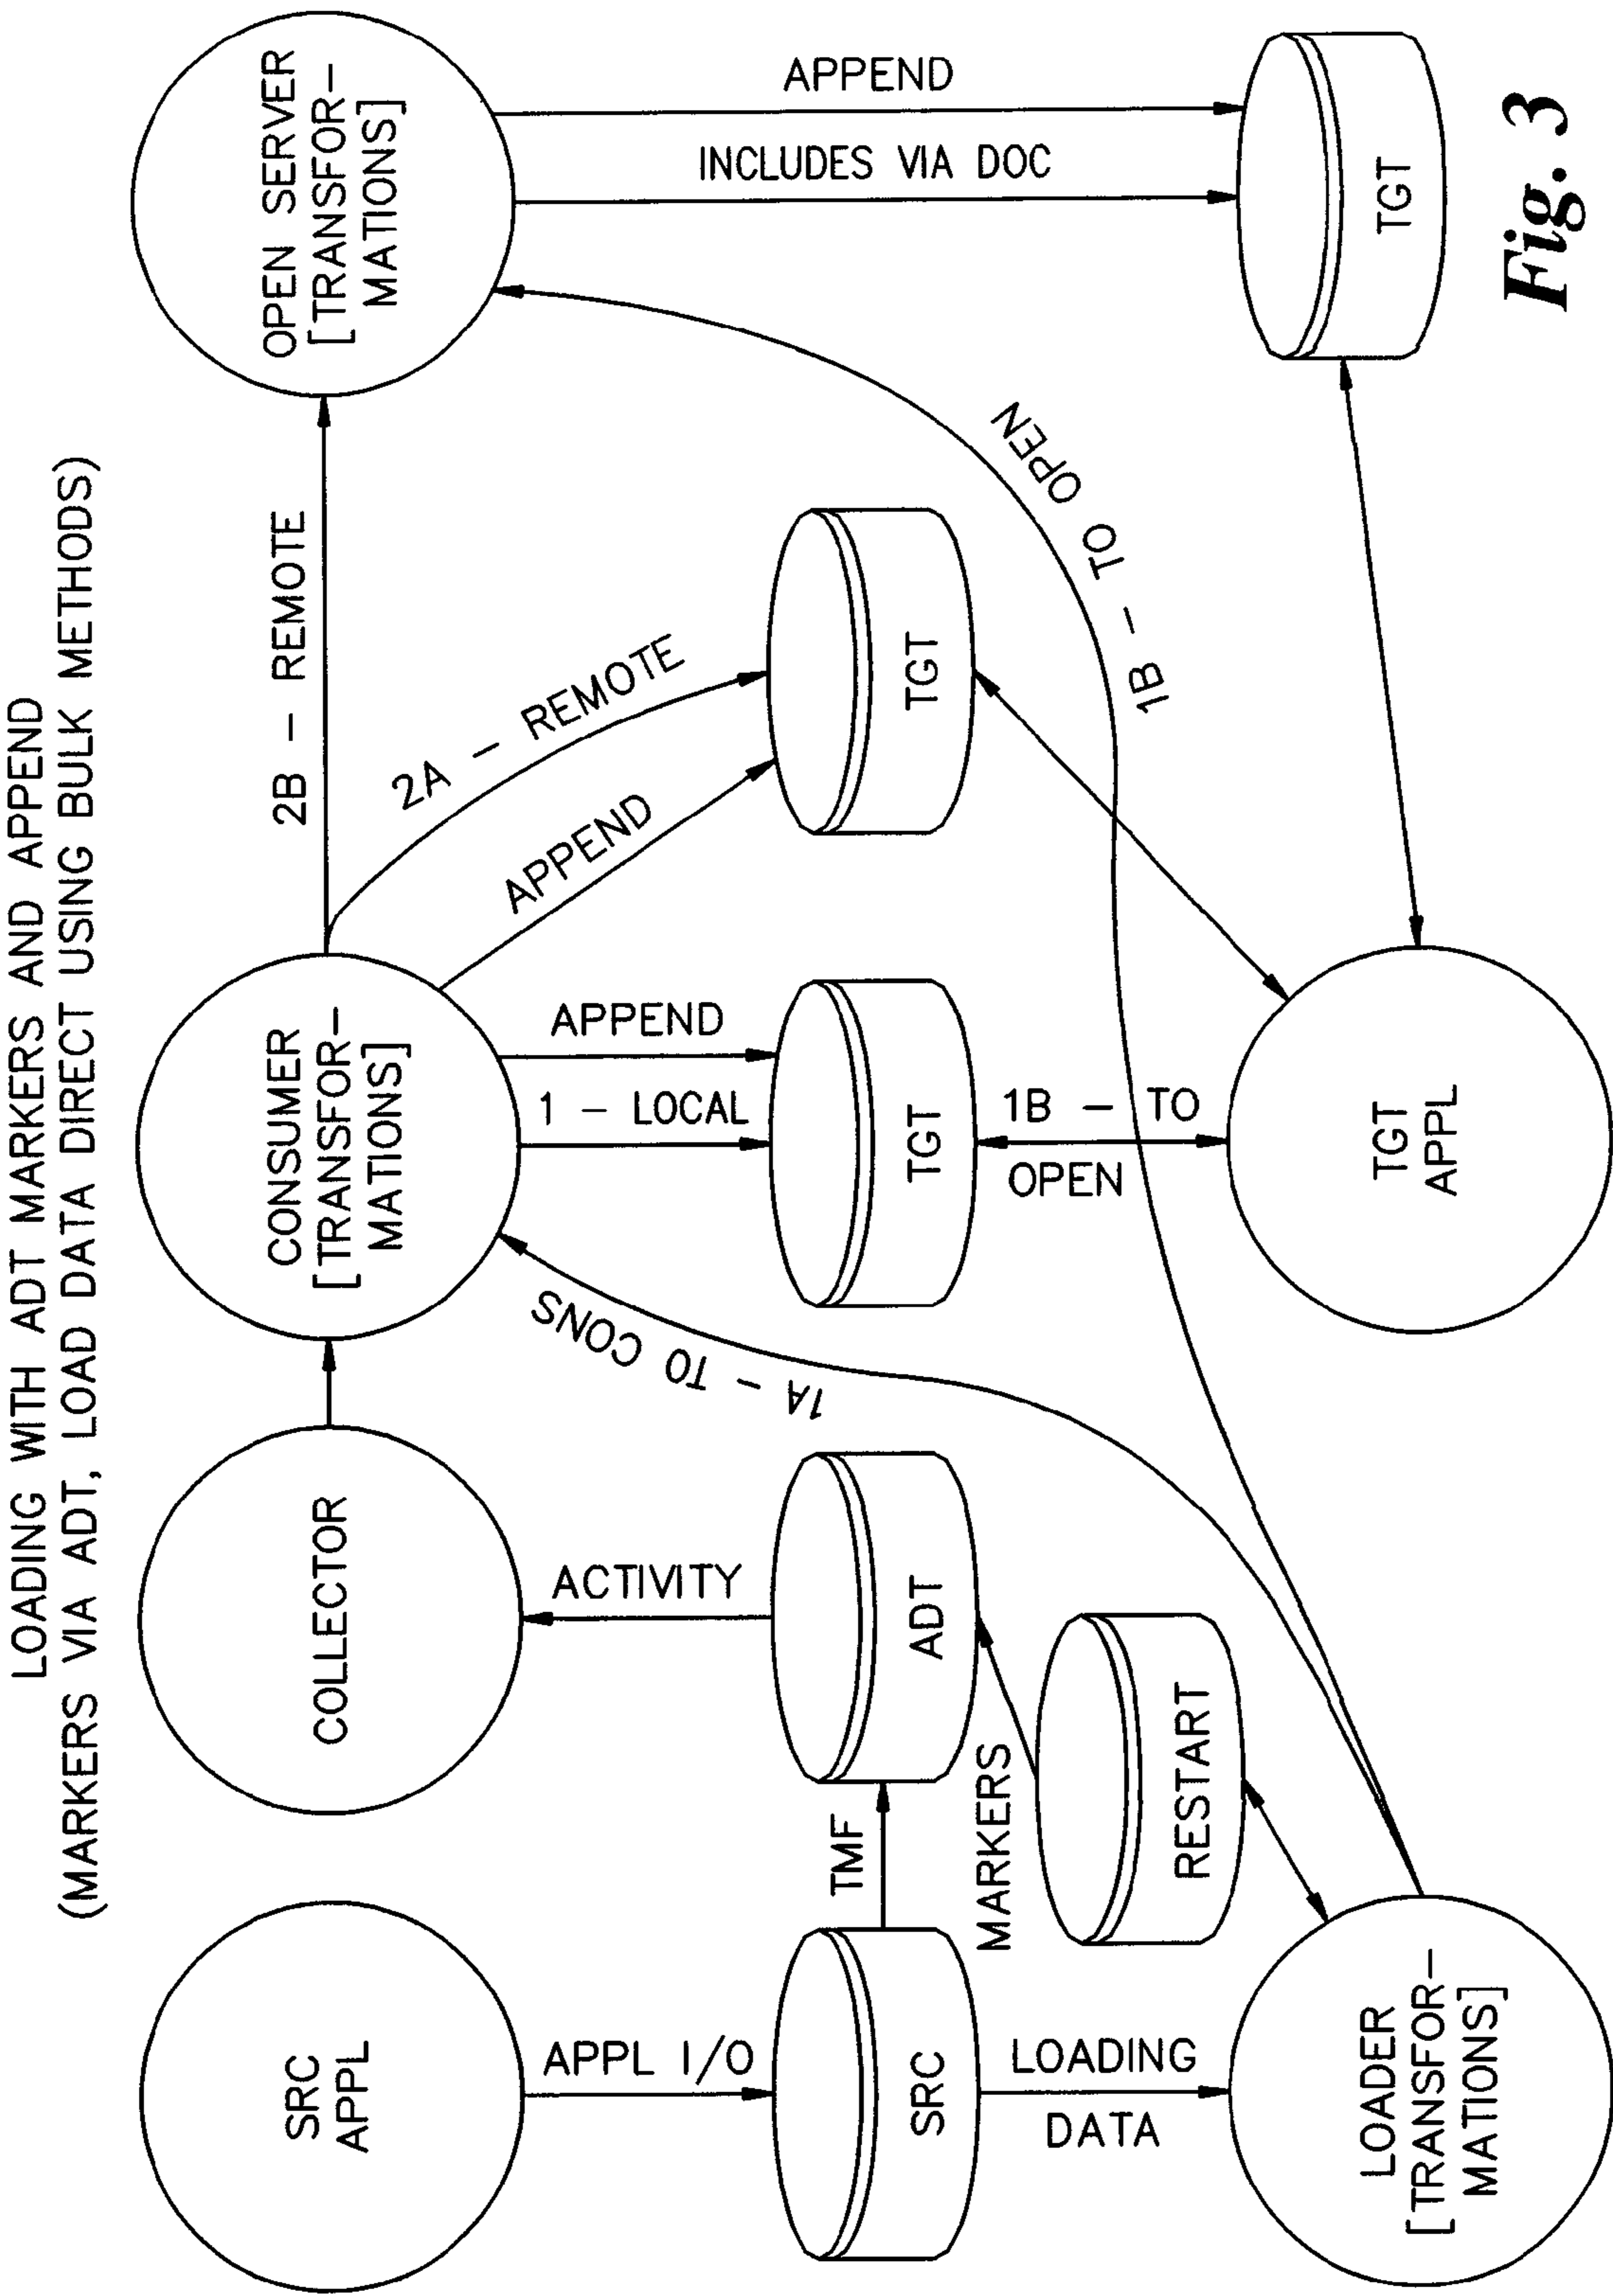 LOADING WITH ADT MARKERS AND APPEND
(MARKERS VIA ADT, LOAD DATA DIRECT USING BULK METHODS)
SRC
APPL
COLLECTOR
CONSUMER
[TRANSFOR-
MATIONS]
2B - REMOTE
OPEN SERVER
[TRANSFOR-
MATIONS]
APPL I/O
ACTIVITY
1A - TO CONS
1 - LOCAL
APPEND
APPEND
2A - REMOTE
INCLUDES VIA DOC
APPEND
SRC
TMF
ADT
TGT
TGT
1B - TO OPEN
LOADING
DATA
MARKERS
RESTART
1B - TO
OPEN
TGT
LOADER
[TRANSFOR-
MATIONS]
TGT
APPL
Fig. 3